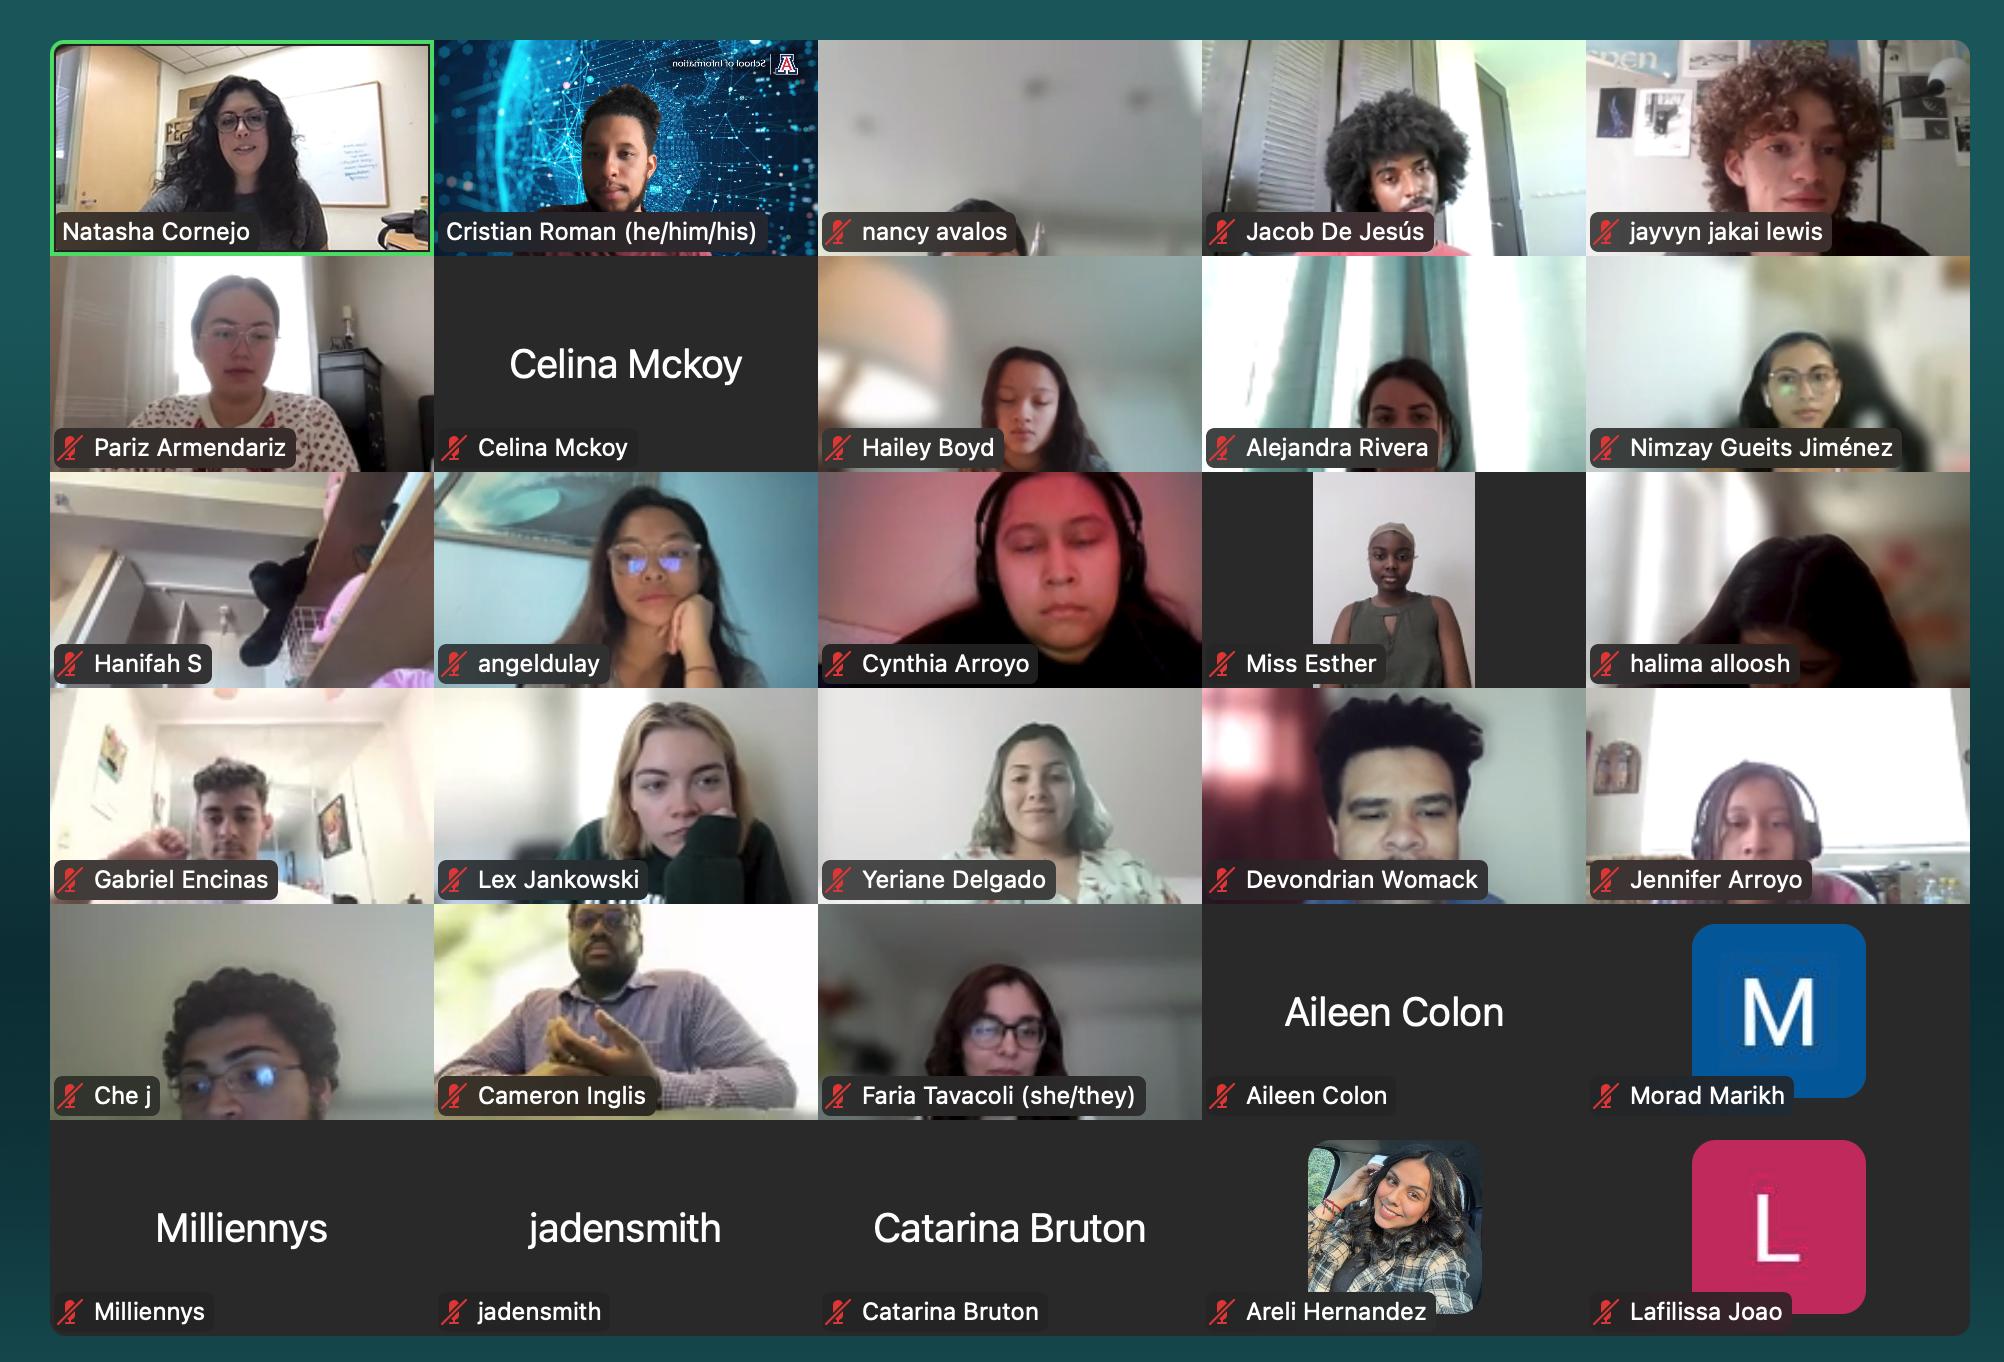 School of Information
A
Natasha Cornejo
Cristian Roman (he/him/his)
nancy avalos
Jacob De Jesús
jayvyn jakai lewis
Pariz Armendariz
Celina Mckoy
Celina Mckoy
Hailey Boyd
Alejandra Rivera
Nimzay Gueits Jiménez
Hanifah S
angeldulay
Cynthia Arroyo
Miss Esther
halima alloosh
Gabriel Encinas
Lex Jankowski
Yeriane Delgado
Devondrian Womack
Jennifer Arroyo
Che j
Cameron Inglis
Faria Tavacoli (she/they)
Aileen Colon
Aileen Colon
M
Morad Marikh
Milliennys
Milliennys
jadensmith
jadensmith
Catarina Bruton
Catarina Bruton
Areli Hernandez
L
Lafilissa Joao